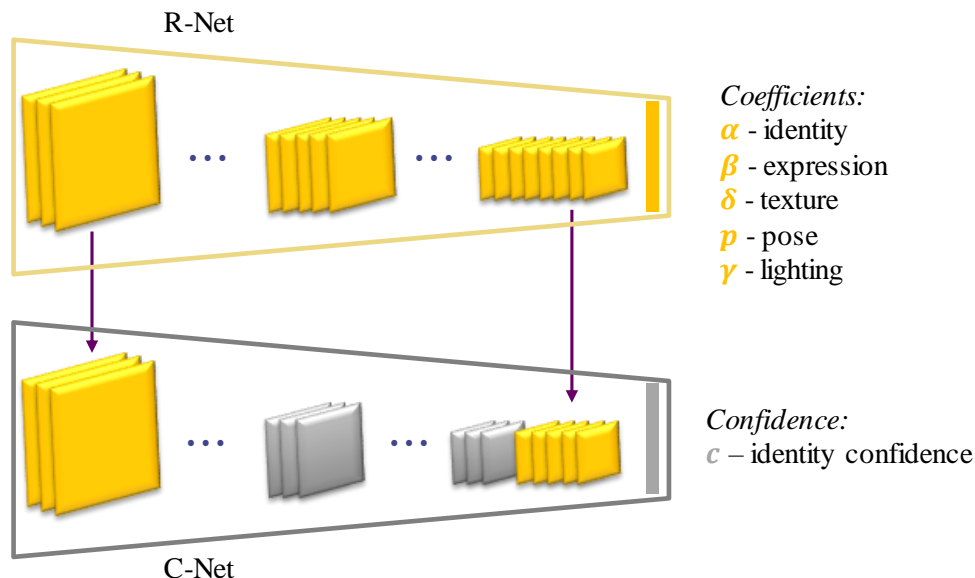 R-Net
Coefficients:
α - identity
β - expression
δ - texture
p - pose
γ - lighting
Confidence:
c – identity confidence
C-Net